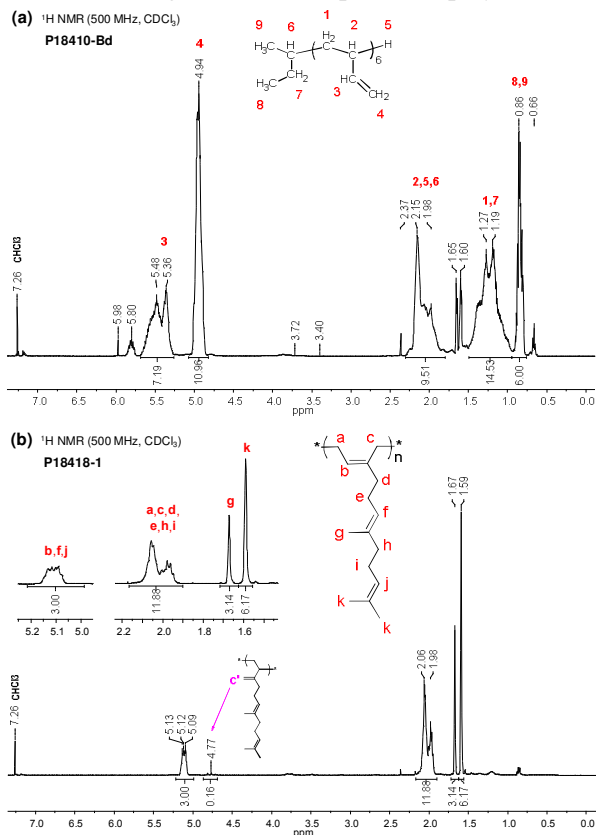 (a) ¹H NMR (500 MHz, CDCl₃)
P18410-Bd
9
6
1
5
CH₃ CH CH₂ CH H
6
CH₃ CH₂ CH CH₂
8
7
3
4
4
4.94
8,9
0.86
0.66
2,5,6
2.37
2.15
1.98
1,7
1.65
1.60
1.27
1.19
3
5.48
5.36
CHCl3
7.26
5.98
5.80
3.72
3.40
7.19
10.96
9.51
14.53
6.00
7.0 6.5 6.0 5.5 5.0 4.5 4.0 3.5 3.0 2.5 2.0 1.5 1.0 0.5 0.0
ppm
(b) ¹H NMR (500 MHz, CDCl₃)
P18418-1
k
g
a,c,d,
e,h,i
b,f,j
3.00
11.88
3.14
6.17
5.2 5.1 5.0
2.2 2.0 1.8 1.6
* a c *
n
b
d
e
f
g
h
i
j
k
k
1.67
1.59
c'
* *
CHCl3
7.26
5.13
5.12
5.09
4.77
2.06
1.98
3.00
0.16
11.88
3.14
6.17
7.0 6.5 6.0 5.5 5.0 4.5 4.0 3.5 3.0 2.5 2.0 1.5 1.0 0.5 0.0
ppm